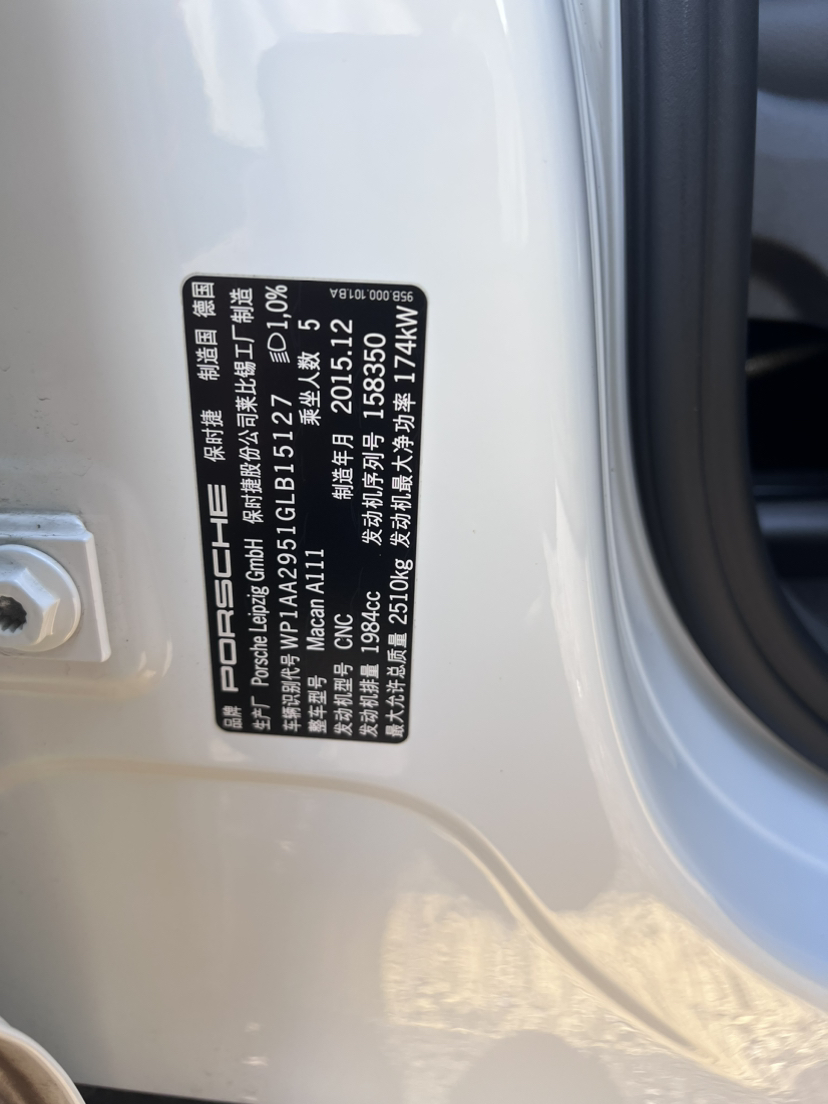 品牌 PORSCHE 保时捷 制造国 德国
生产厂 Porsche Leipzig GmbH 保时捷股份公司莱比锡工厂制造
车辆识别代号 WP1AA2951GLB15127 1,0%
整车型号 Macan A111 乘坐人数 5
发动机型号 CNC 制造年月 2015.12
发动机排量 1984cc 发动机序列号 158350
最大允许总质量 2510kg 发动机最大净功率 174kW
95B.000.101.BA